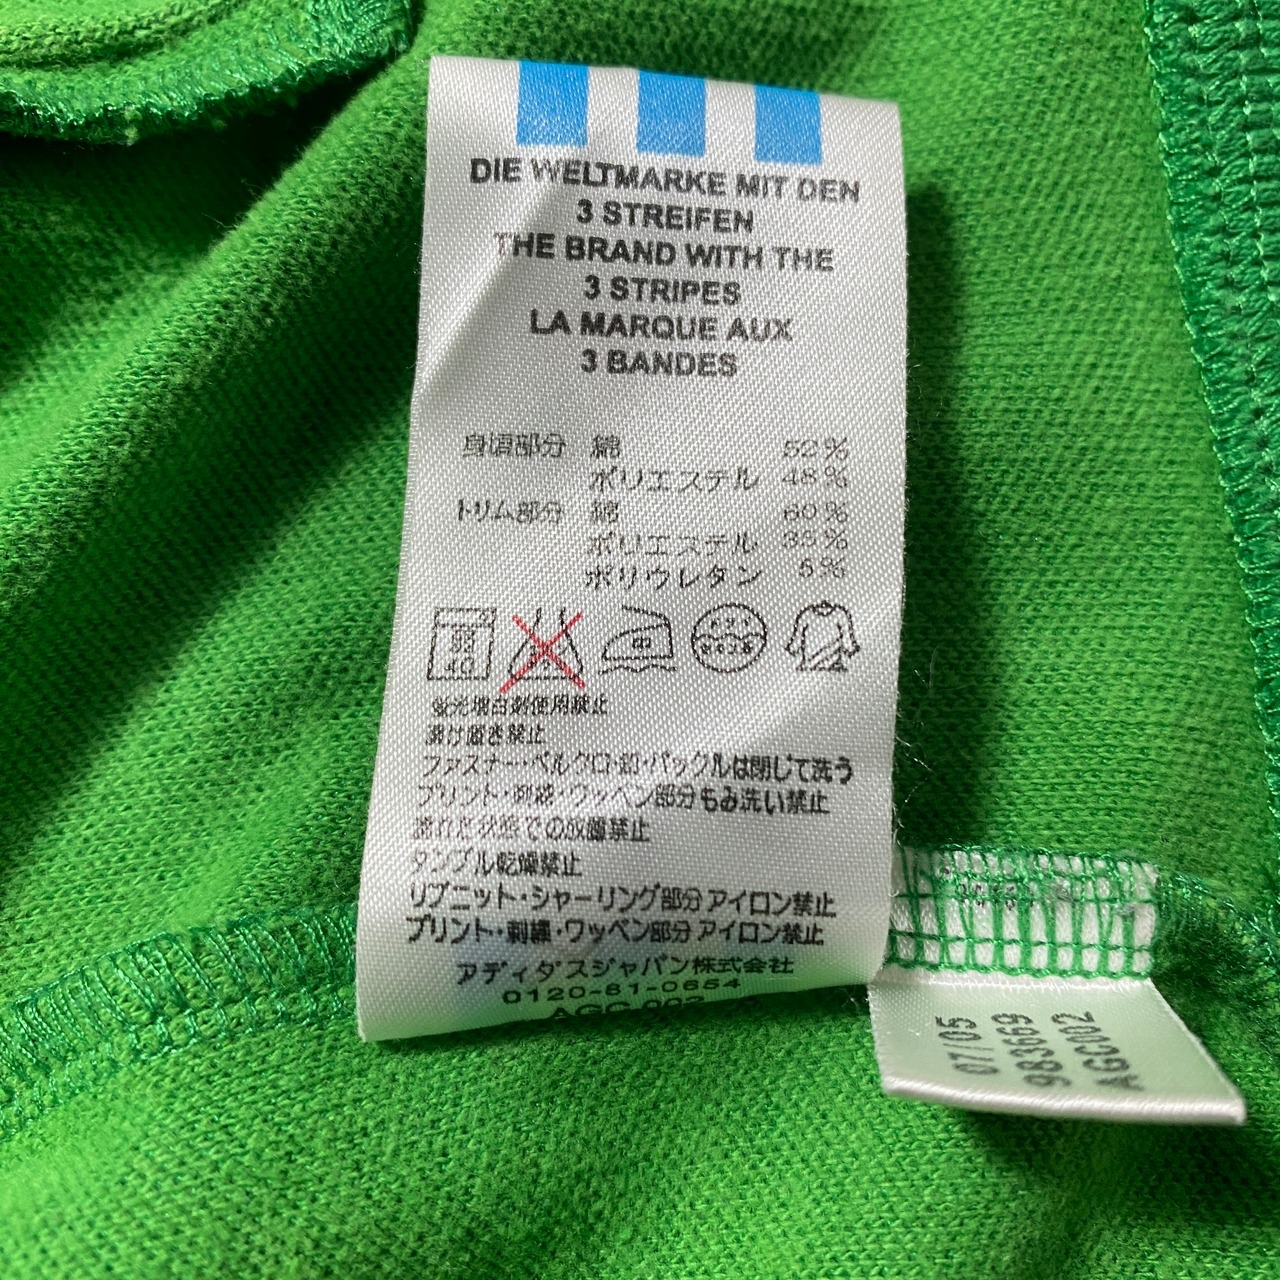 DIE WELTMARKE MIT DEN
3 STREIFEN
THE BRAND WITH THE
3 STRIPES
LA MARQUE AUX
3 BANDES
身頃部分 綿 52%
ポリエステル 48%
トリム部分 綿 60%
ポリエステル 35%
ポリウレタン 5%
40
蛍光増白剤使用禁止
漬け置き禁止
ファスナー・ベルクロ・釦・バックルは閉じて洗う
プリント・刺繍・ワッペン部分もみ洗い禁止
濡れた状態での放置禁止
タンブル乾燥禁止
リブニット・シャーリング部分アイロン禁止
プリント・刺繍・ワッペン部分アイロン禁止
アディダスジャパン株式会社
0120-81-0654
AGC 002
07/05
983669
AGC002